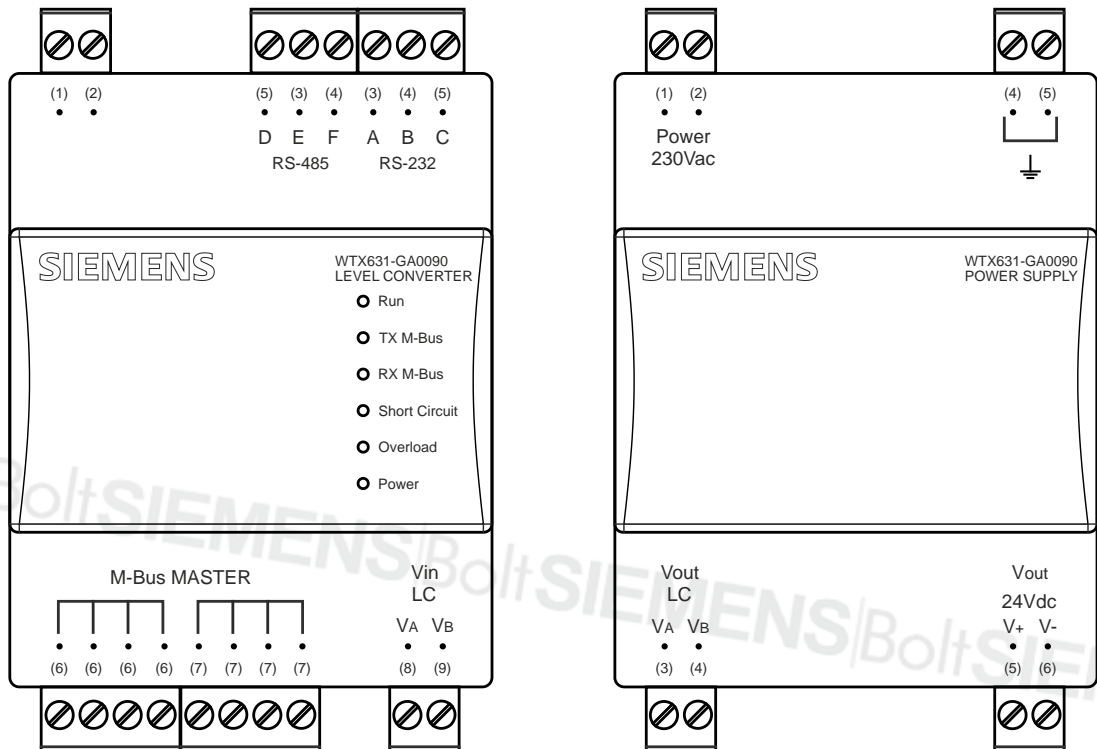 (1) (2) (5) (3) (4) (3) (4) (5)
D E F A B C
RS-485 RS-232
SIEMENS
WTX631-GA0090
LEVEL CONVERTER
Run
TX M-Bus
RX M-Bus
Short Circuit
Overload
Power
M-Bus MASTER
Vin
LC
VA VB
(6) (6) (6) (6) (7) (7) (7) (7) (8) (9)
(1) (2) (4) (5)
Power
230Vac
SIEMENS
WTX631-GA0090
POWER SUPPLY
Vout
LC
VA VB
(3) (4)
Vout
24Vdc
V+ V-
(5) (6)
BoltSIEMENS|BoltSIEMENS|BoltSIE